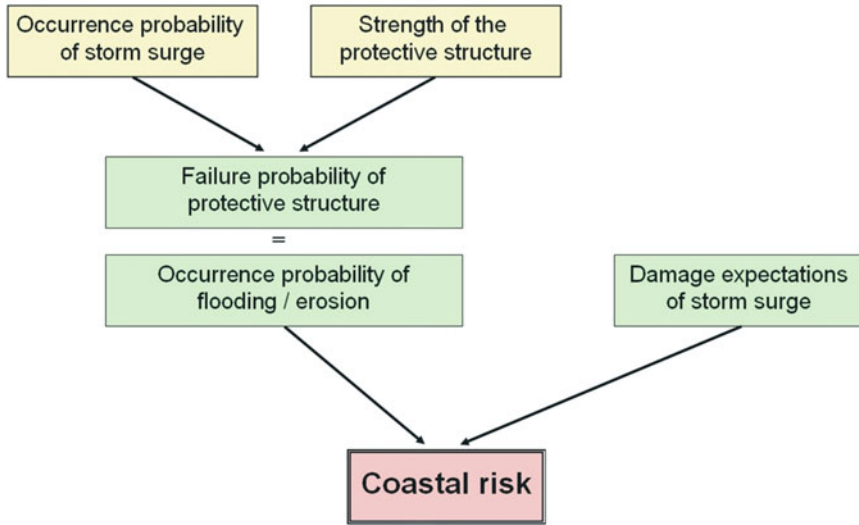 Occurrence probability
of storm surge
Strength of the
protective structure
Failure probability of
protective structure
=
Occurrence probability of
flooding / erosion
Damage expectations
of storm surge
Coastal risk